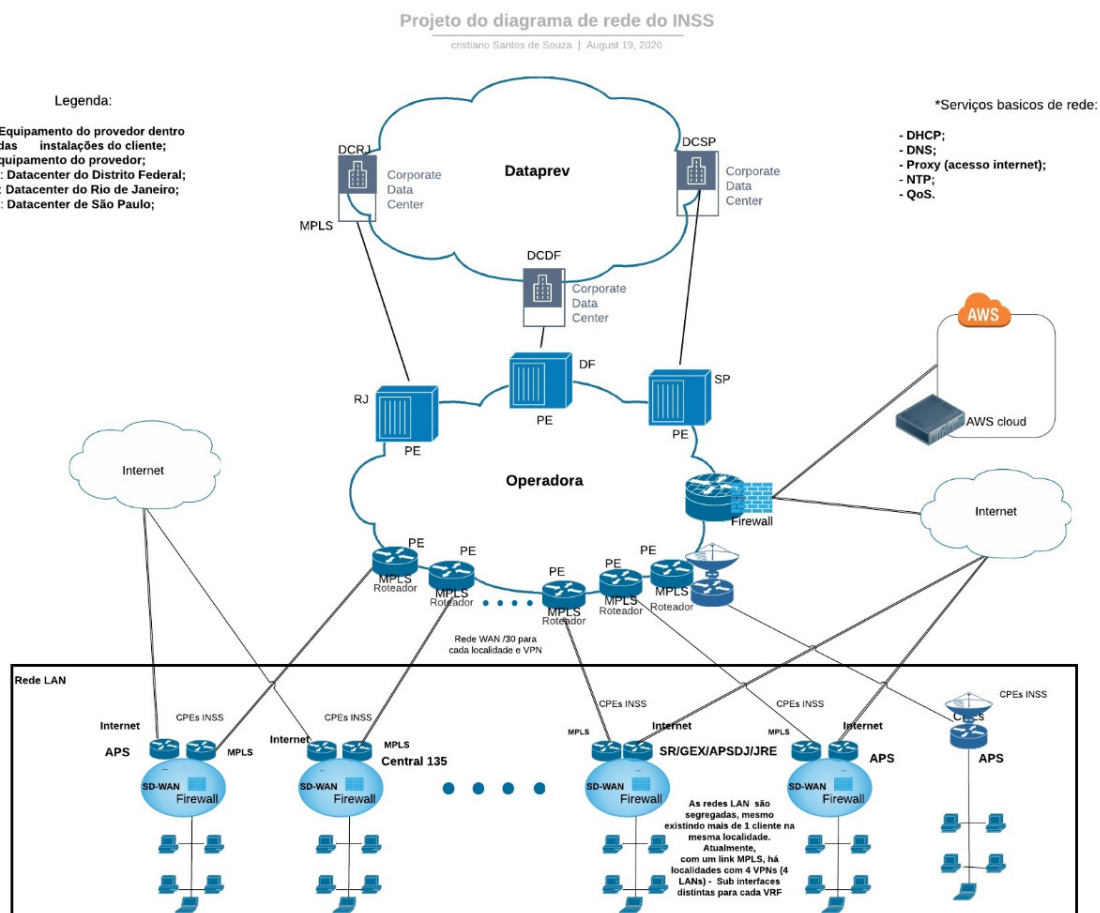 Projeto do diagrama de rede do INSS
cristiano Santos de Souza | August 19, 2020
Legenda:
Equipamento do provedor dentro
das instalações do cliente;
quipamento do provedor;
: Datacenter do Distrito Federal;
: Datacenter do Rio de Janeiro;
: Datacenter de São Paulo;
*Serviços basicos de rede:
- DHCP;
- DNS;
- Proxy (acesso internet);
- NTP;
- QoS.
DCRJ
Corporate
Data
Center
MPLS
Dataprev
DCSP
Corporate
Data
Center
DCDF
Corporate
Data
Center
AWS
AWS cloud
RJ
PE
DF
PE
SP
PE
Internet
Operadora
Firewall
Internet
PE
MPLS
Roteador
PE
MPLS
Roteador
PE
MPLS
Roteador
PE
MPLS
Roteador
PE
MPLS
Roteador
Rede WAN /30 para
cada localidade e VPN
Rede LAN
Internet
CPEs INSS
APS
MPLS
SD-WAN
Firewall
Internet
CPEs INSS
MPLS
Central 135
SD-WAN
Firewall
MPLS
CPEs INSS
Internet
SR/GEX/APSDJ/JRE
SD-WAN
Firewall
As redes LAN são
segregadas, mesmo
existindo mais de 1 cliente na
mesma localidade.
Atualmente,
com um link MPLS, há
localidades com 4 VPNs (4
LANs) - Sub interfaces
distintas para cada VRF
MPLS
CPEs INSS
Internet
APS
SD-WAN
Firewall
CPEs INSS
APS